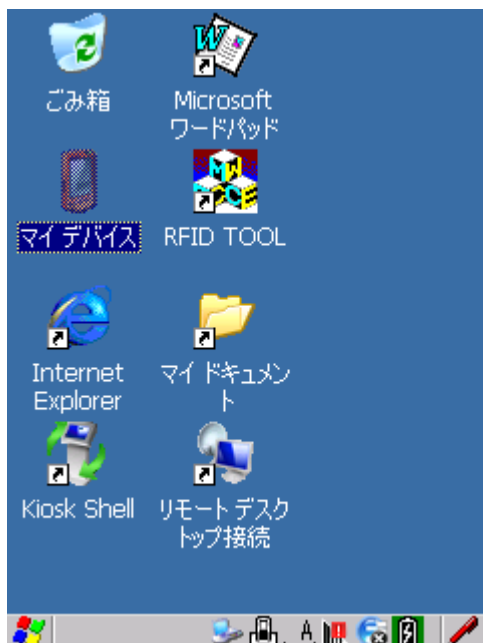 ごみ箱
Microsoft
ワードパッド
マイ デバイス
RFID TOOL
Internet
Explorer
マイ ドキュメン
ト
Kiosk Shell
リモート デスク
トップ接続
A